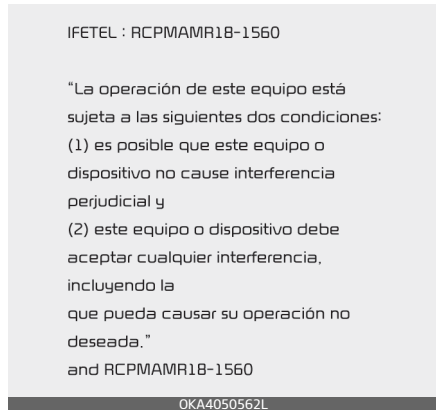 IFETEL : RCPMAMR18-1560
“La operación de este equipo está
sujeta a las siguientes dos condiciones:
(1) es posible que este equipo o
dispositivo no cause interferencia
perjudicial y
(2) este equipo o dispositivo debe
aceptar cualquier interferencia,
incluyendo la
que pueda causar su operación no
deseada.”
and RCPMAMR18-1560
OKA4050562L